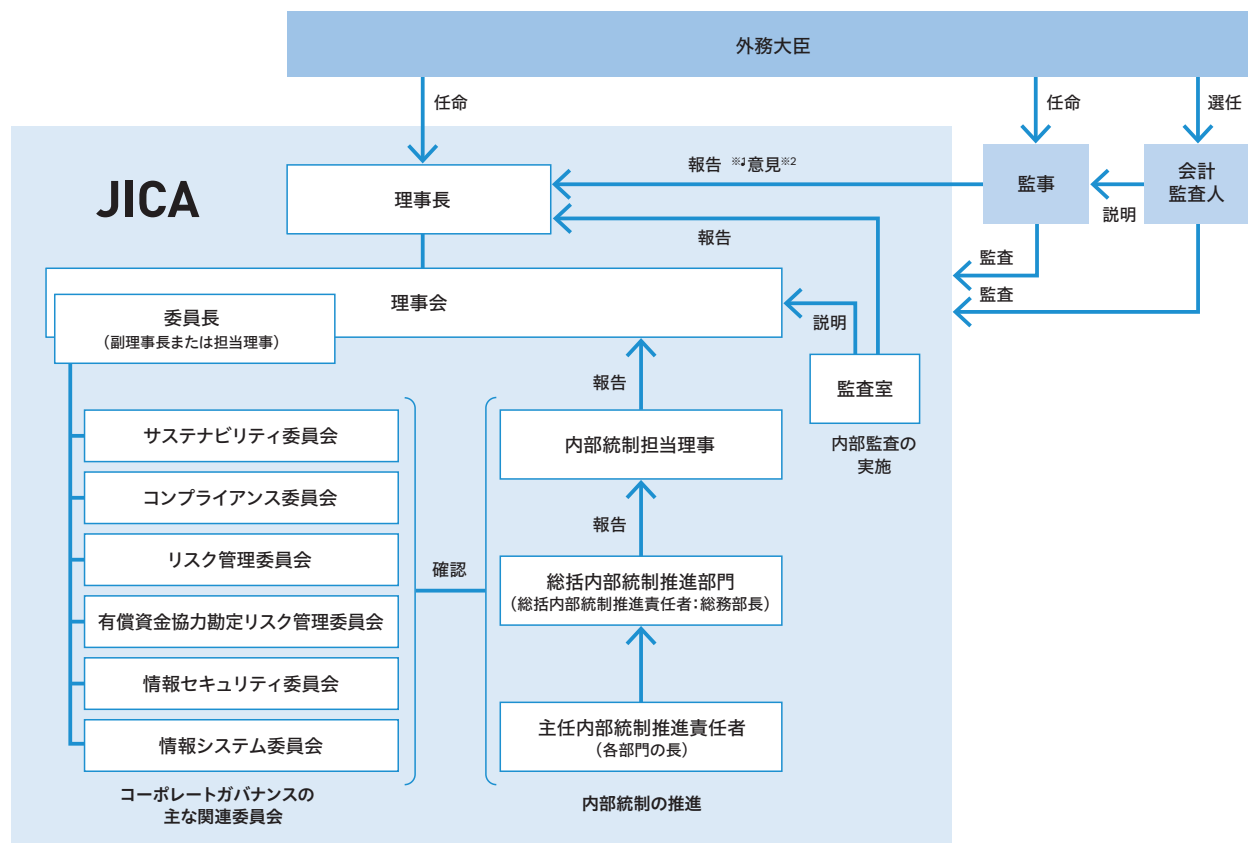 外務大臣
任命
任命
選任
JICA
理事長
報告 ※1意見※2
監事
会計
監査人
説明
報告
監査
監査
理事会
委員長
（副理事長または担当理事）
説明
監査室
内部監査の
実施
報告
サステナビリティ委員会
コンプライアンス委員会
リスク管理委員会
有償資金協力勘定リスク管理委員会
情報セキュリティ委員会
情報システム委員会
コーポレートガバナンスの
主な関連委員会
確認
内部統制担当理事
報告
総括内部統制推進部門
（総括内部統制推進責任者：総務部長）
主任内部統制推進責任者
（各部門の長）
内部統制の推進